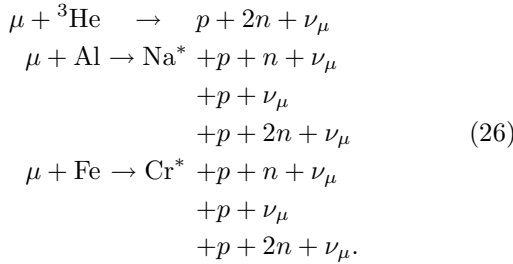 μ + ³He → p + 2n + ν_μ
μ + Al → Na* + p + n + ν_μ
+ p + ν_μ
+ p + 2n + ν_μ (26)
μ + Fe → Cr* + p + n + ν_μ
+ p + ν_μ
+ p + 2n + ν_μ.